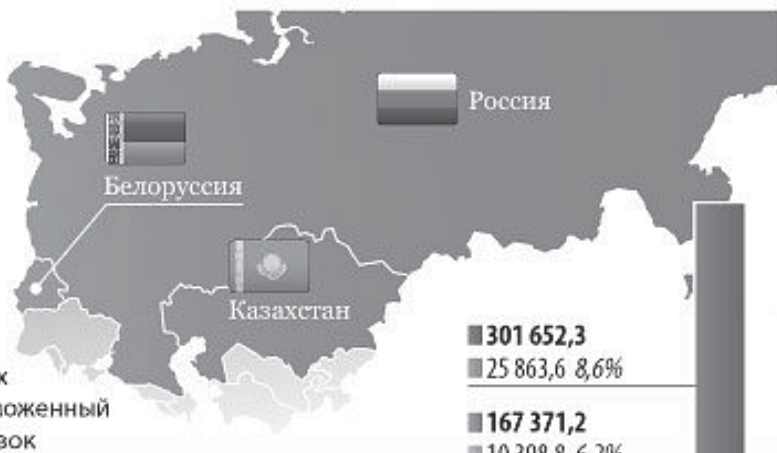 Россия
Белоруссия
Казахстан
301 652,3
25 863,6 8,6%
167 371,2